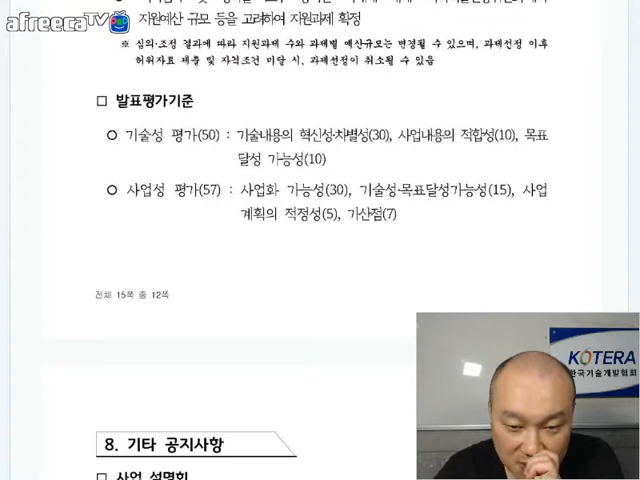 afreecaTV
지원예산 규모 등을 고려하여 지원과제 확정
※ 심의·조정 결과에 따라 지원과제 수와 과제별 예산규모는 변경될 수 있으며, 과제선정 이후
허위자료 제출 및 자격조건 미달 시, 과제선정이 취소될 수 있음
□ 발표평가기준
○ 기술성 평가(50) : 기술내용의 혁신성·차별성(30), 사업내용의 적합성(10), 목표
달성 가능성(10)
○ 사업성 평가(57) : 사업화 가능성(30), 기술성·목표달성가능성(15), 사업
계획의 적정성(5), 가산점(7)
전체 15쪽 중 12쪽
KOTERA
한국기술개발협회
8. 기타 공지사항
□ 사업 설명회